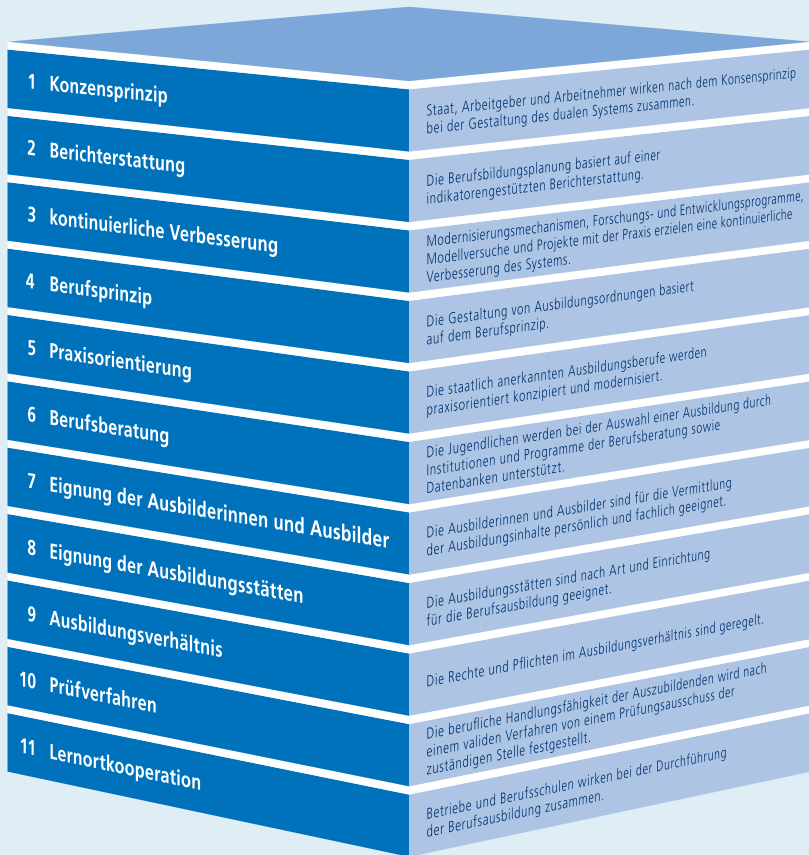 1 Konzensprinzip
Staat, Arbeitgeber und Arbeitnehmer wirken nach dem Konsensprinzip
bei der Gestaltung des dualen Systems zusammen.
2 Berichterstattung
Die Berufsbildungsplanung basiert auf einer
indikatorengestützten Berichterstattung.
3 kontinuierliche Verbesserung
Modernisierungsmechanismen, Forschungs- und Entwicklungsprogramme,
Modellversuche und Projekte mit der Praxis erzielen eine kontinuierliche
Verbesserung des Systems.
4 Berufsprinzip
Die Gestaltung von Ausbildungsordnungen basiert
auf dem Berufsprinzip.
5 Praxisorientierung
Die staatlich anerkannten Ausbildungsberufe werden
praxisorientiert konzipiert und modernisiert.
6 Berufsberatung
Die Jugendlichen werden bei der Auswahl einer Ausbildung durch
Institutionen und Programme der Berufsberatung sowie
Datenbanken unterstützt.
7 Eignung der Ausbilderinnen und Ausbilder
Die Ausbilderinnen und Ausbilder sind für die Vermittlung
der Ausbildungsinhalte persönlich und fachlich geeignet.
8 Eignung der Ausbildungsstätten
Die Ausbildungsstätten sind nach Art und Einrichtung
für die Berufsausbildung geeignet.
9 Ausbildungsverhältnis
Die Rechte und Pflichten im Ausbildungsverhältnis sind geregelt.
10 Prüfverfahren
Die berufliche Handlungsfähigkeit der Auszubildenden wird nach
einem validen Verfahren von einem Prüfungsausschuss der
zuständigen Stelle festgestellt.
11 Lernortkooperation
Betriebe und Berufsschulen wirken bei der Durchführung
der Berufsausbildung zusammen.